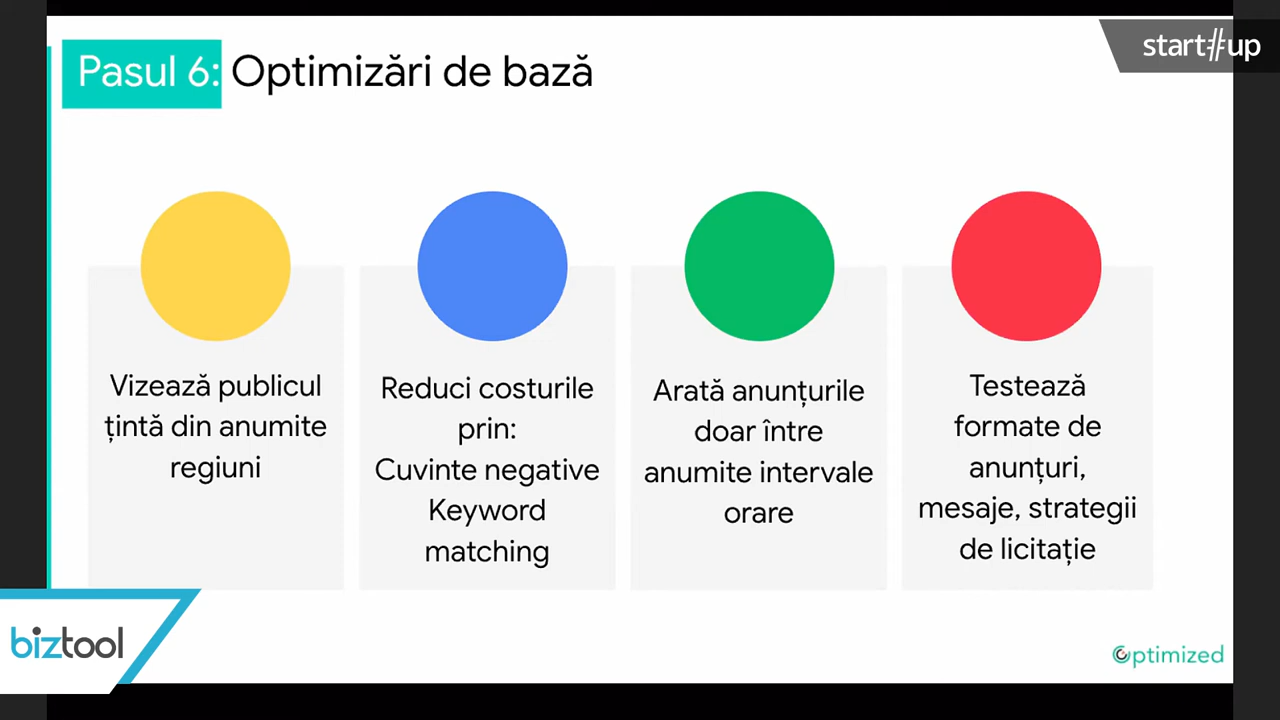 start#up
Pasul 6: Optimizări de bază
Vizează publicul
țintă din anumite
regiuni
Reduci costurile
prin:
Cuvinte negative
Keyword
matching
Arată anunțurile
doar între
anumite intervale
orare
Testează
formate de
anunțuri,
mesaje, strategii
de licitație
biztool
Optimized